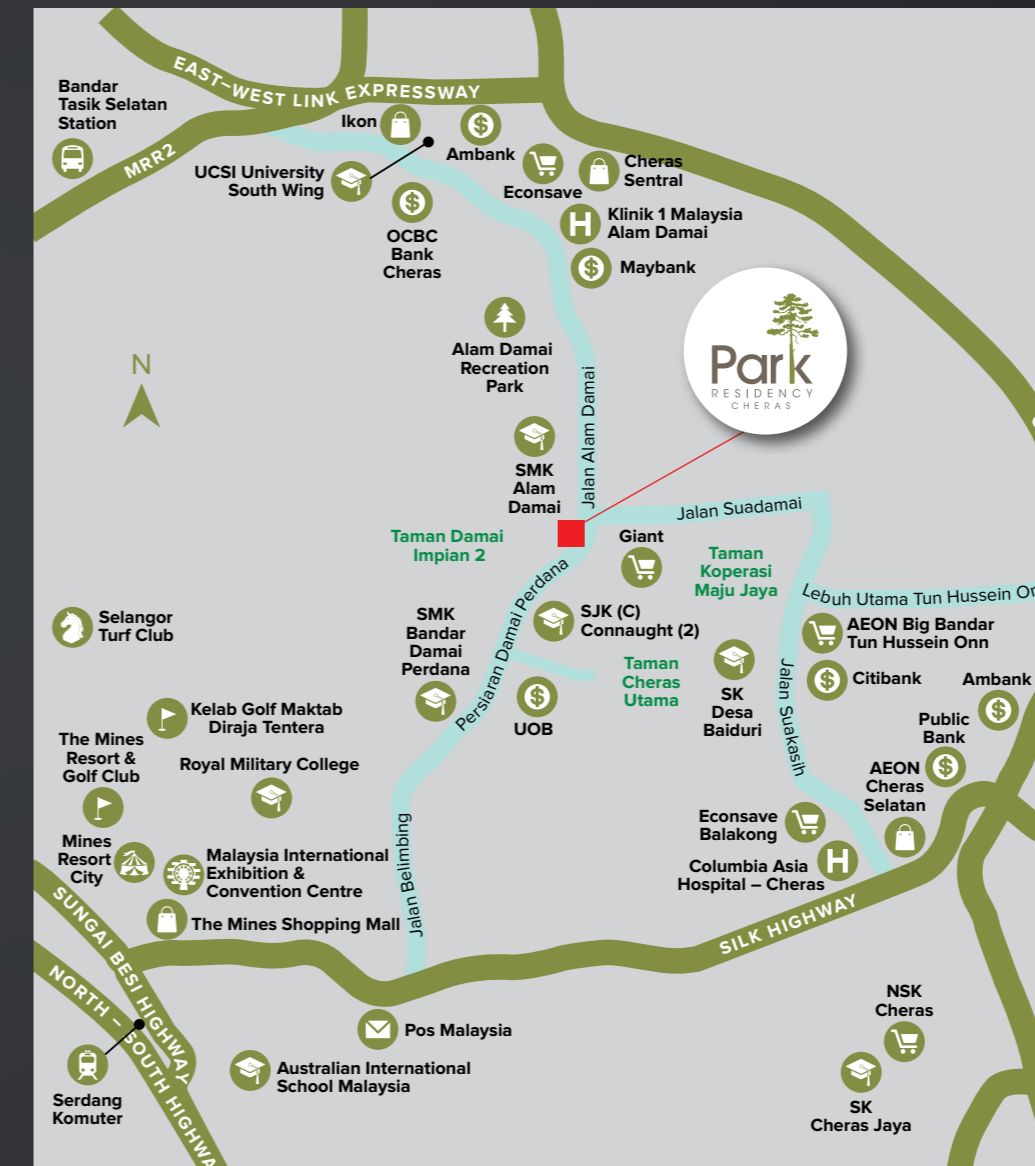 EAST–WEST LINK EXPRESSWAY
Bandar
Tasik Selatan
Station
MRR2
Ikon
Ambank
UCSI University
South Wing
OCBC
Bank
Cheras
Econsave
Cheras
Sentral
H
Klinik 1 Malaysia
Alam Damai
Maybank
Park
RESIDENCY
CHERAS
N
Alam Damai
Recreation
Park
Jalan Alam Damai
SMK
Alam
Damai
Jalan Suadamai
Taman Damai
Impian 2
Giant
Taman
Koperasi
Maju Jaya
Lebuh Utama Tun Hussein On
Selangor
Turf Club
SMK
Bandar
Damai
Perdana
Persiaran Damai Perdana
SJK (C)
Connaught (2)
AEON Big Bandar
Tun Hussein Onn
Taman
Cheras
Utama
SK
Desa
Baiduri
Jalan Suakasih
Citibank
Ambank
UOB
Kelab Golf Maktab
Diraja Tentera
Public
Bank
The Mines
Resort &
Golf Club
Royal Military College
AEON
Cheras
Selatan
Econsave
Balakong
Mines
Resort
City
Malaysia International
Exhibition &
Convention Centre
Jalan Belimbing
Columbia Asia
Hospital – Cheras
H
The Mines Shopping Mall
SILK HIGHWAY
SUNGAI BESI HIGHWAY
NORTH – SOUTH HIGHWA
Pos Malaysia
NSK
Cheras
Australian International
School Malaysia
Serdang
Komuter
SK
Cheras Jaya